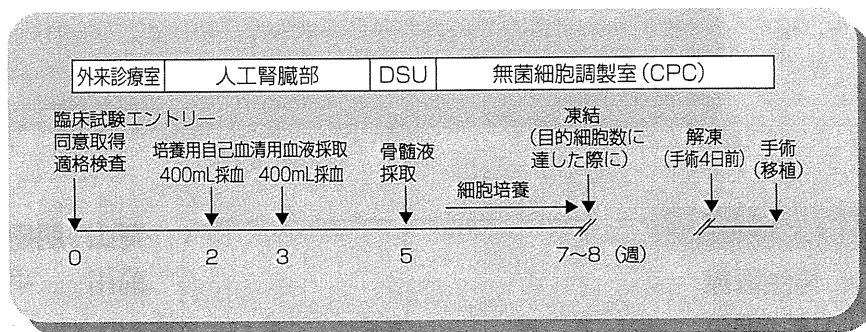 外来診療室 人工腎臓部 DSU 無菌細胞調製室(CPC)
臨床試験エントリー
同意取得
適格検査
培養用自己血清用血液採取
400mL採血 400mL採血
骨髄液
採取
細胞培養
凍結
(目的細胞数に
達した際に)
解凍
(手術4日前)
手術
(移植)
0 2 3 5 7〜8 (週)